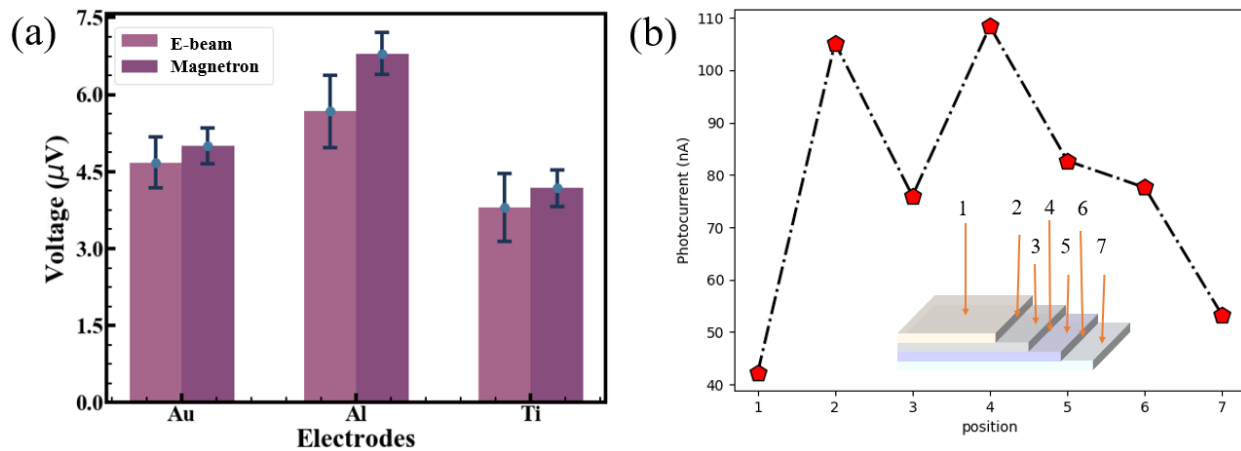 (a)
E-beam
Magnetron
Voltage (μV)
7.5
6.0
4.5
3.0
1.5
0.0
Au Al Ti
Electrodes
(b)
Photocurrent (nA)
110
100
90
80
70
60
50
40
1 2 4 6
3 5 7
1 2 3 4 5 6 7
position